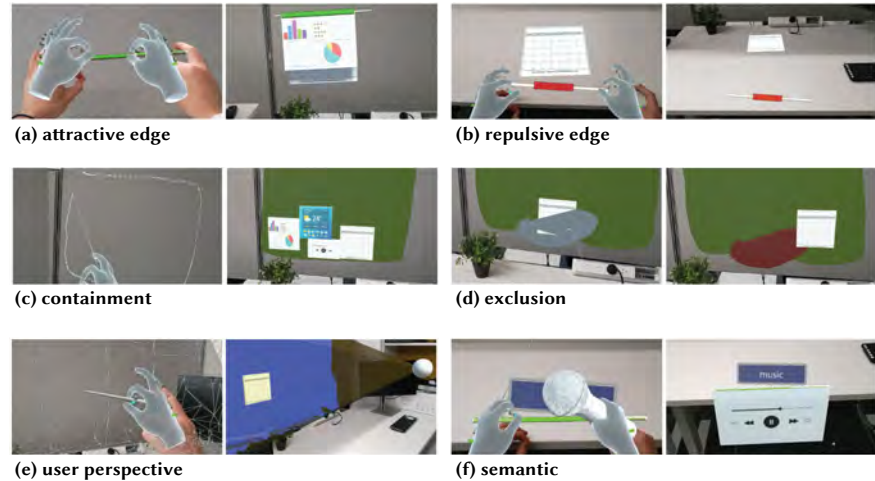 (a) attractive edge
(b) repulsive edge
(c) containment
(d) exclusion
music
(e) user perspective
(f) semantic